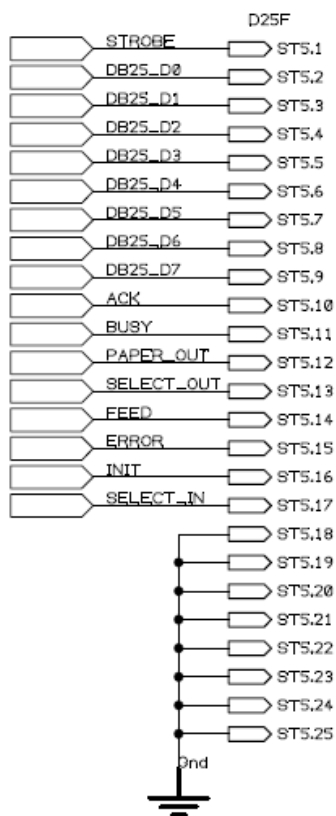 D25F
STROBE ST5.1
DB25_D0 ST5.2
DB25_D1 ST5.3
DB25_D2 ST5.4
DB25_D3 ST5.5
DB25_D4 ST5.6
DB25_D5 ST5.7
DB25_D6 ST5.8
DB25_D7 ST5.9
ACK ST5.10
BUSY ST5.11
PAPER_OUT ST5.12
SELECT_OUT ST5.13
FEED ST5.14
ERROR ST5.15
INIT ST5.16
SELECT_IN ST5.17
ST5.18
ST5.19
ST5.20
ST5.21
ST5.22
ST5.23
ST5.24
ST5.25
Gnd